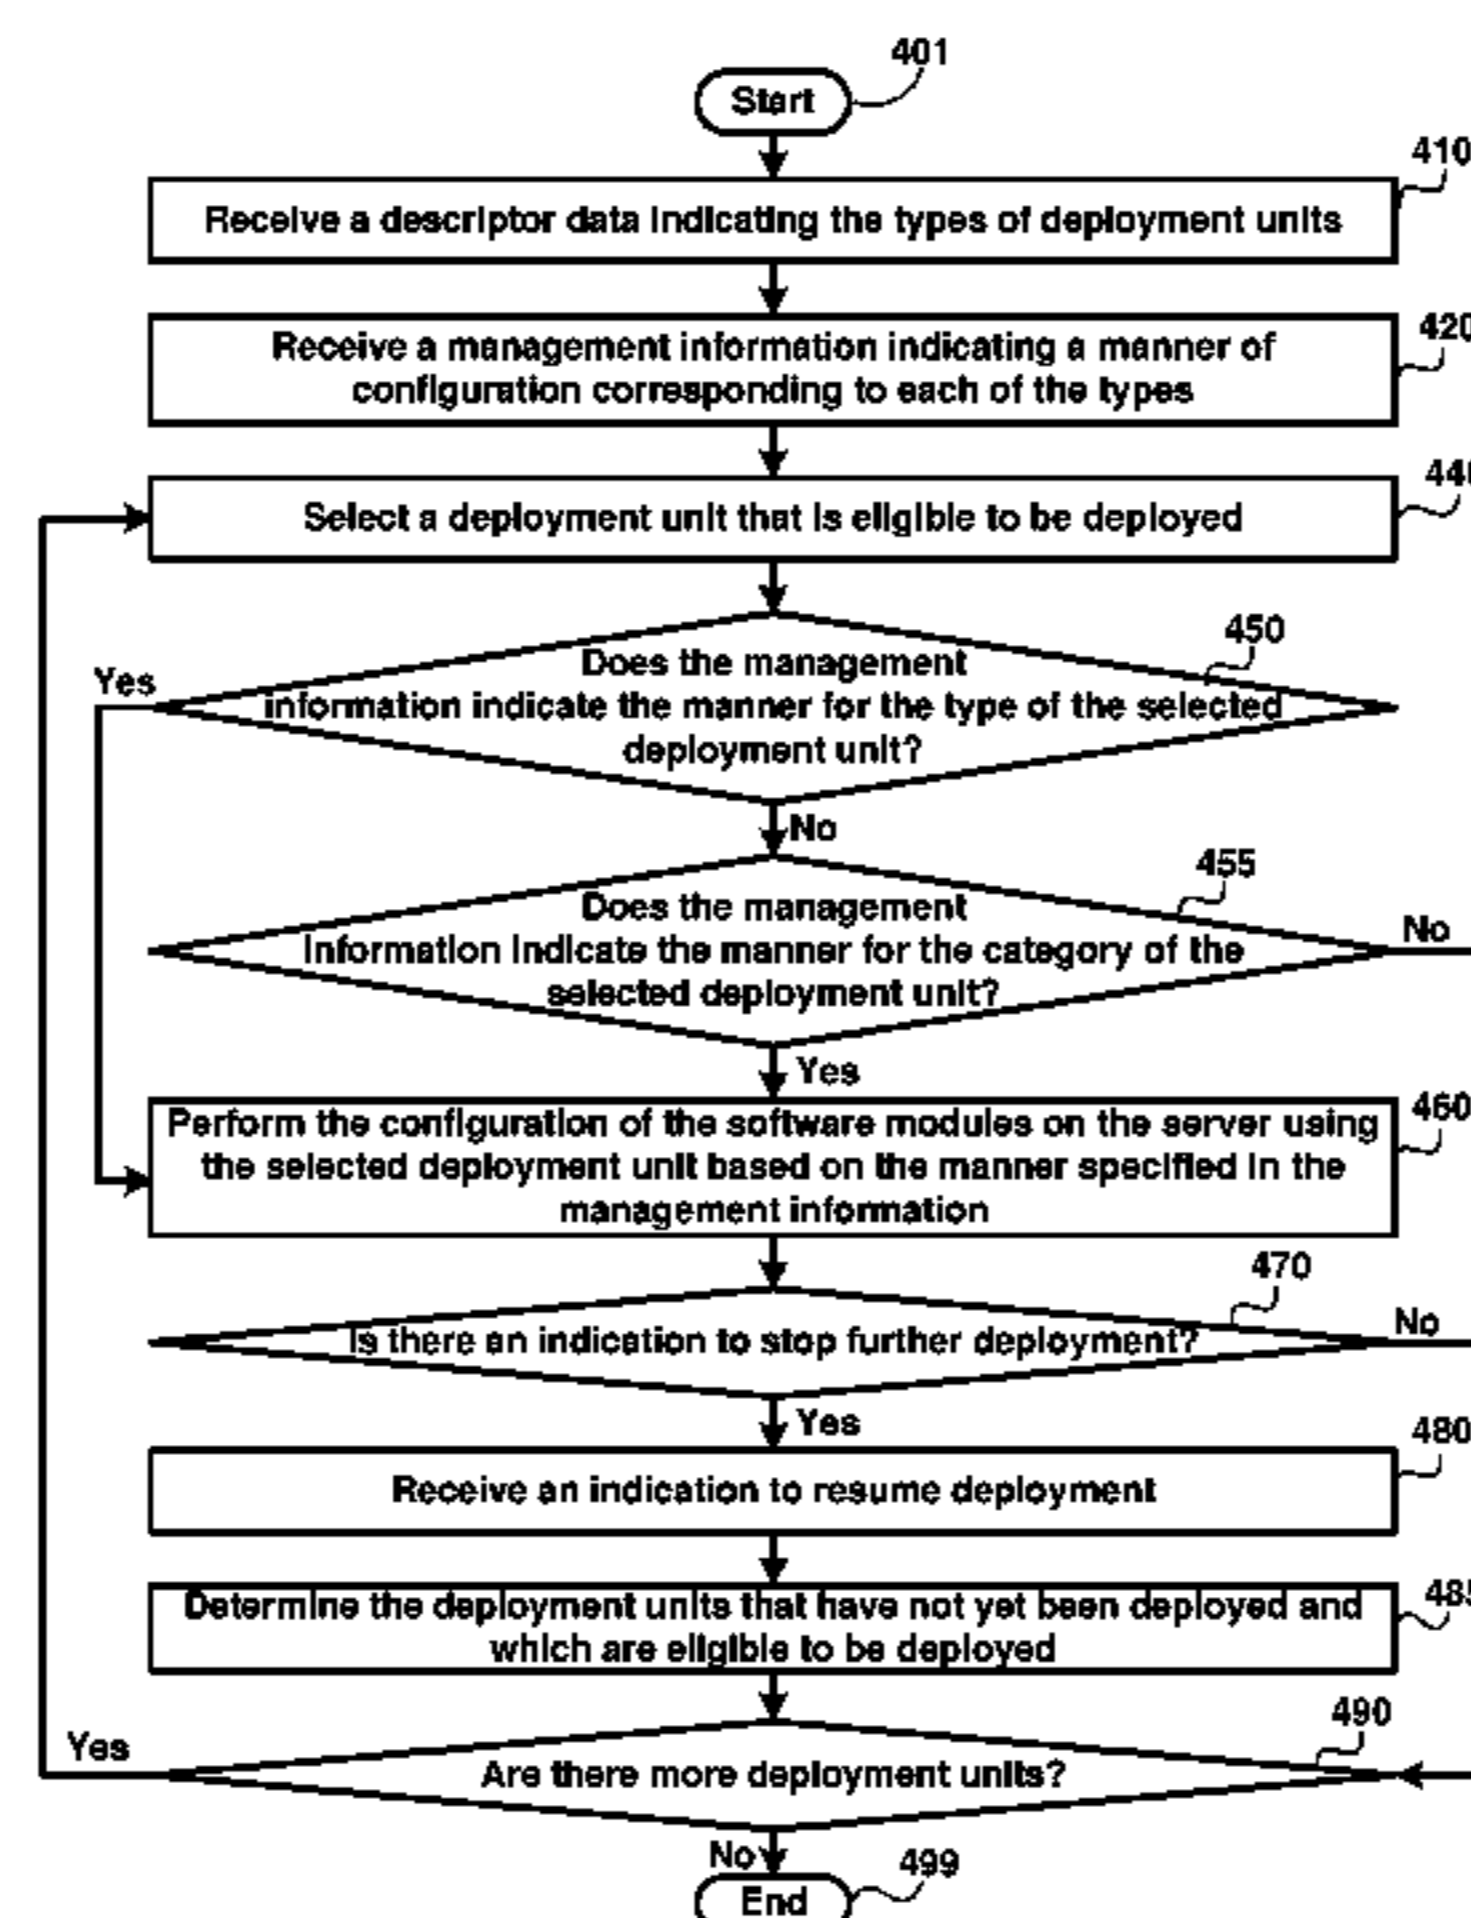 401
Start
410
Receive a descriptor data indicating the types of deployment units
420
Receive a management information indicating a manner of
configuration corresponding to each of the types
Select a deployment unit that is eligible to be deployed
450
Does the management
Yes
information indicate the manner for the type of the selected
deployment unit?
No
455
Does the management
No
information indicate the manner for the category of the
selected deployment unit?
Yes
460
Perform the configuration of the software modules on the server using
the selected deployment unit based on the manner specified in the
management information
470
Is there an indication to stop further deployment?
No
Yes
480
Receive an indication to resume deployment
485
Determine the deployment units that have not yet been deployed and
which are eligible to be deployed
490
Yes
Are there more deployment units?
No
499
End